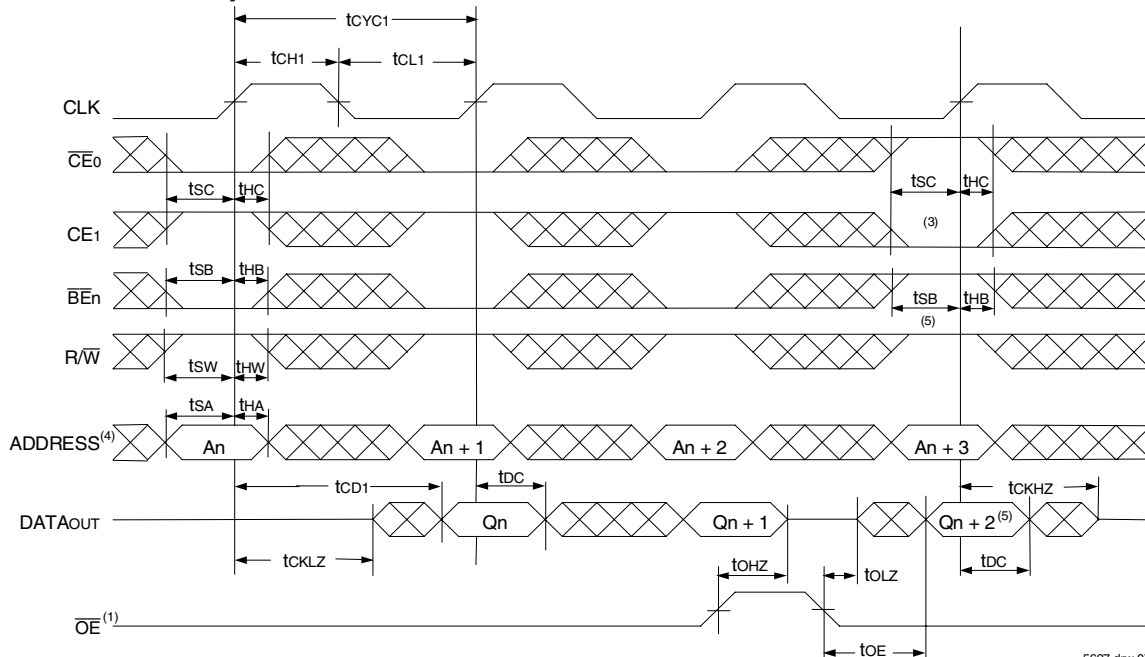 tCYC1
tCH1 tCL1
CLK
CE0
tSC tHC tSC tHC
CE1 (3)
tSB tHB
BEn tSB tHB
(5)
R/W
tSW tHW
tSA tHA
ADDRESS(4) An An + 1 An + 2 An + 3
tCD1 tDC tCKHZ
DATAOUT Qn Qn + 1 Qn + 2(5)
tCKLZ tOHZ tOLZ tDC
OE(1)
tOE